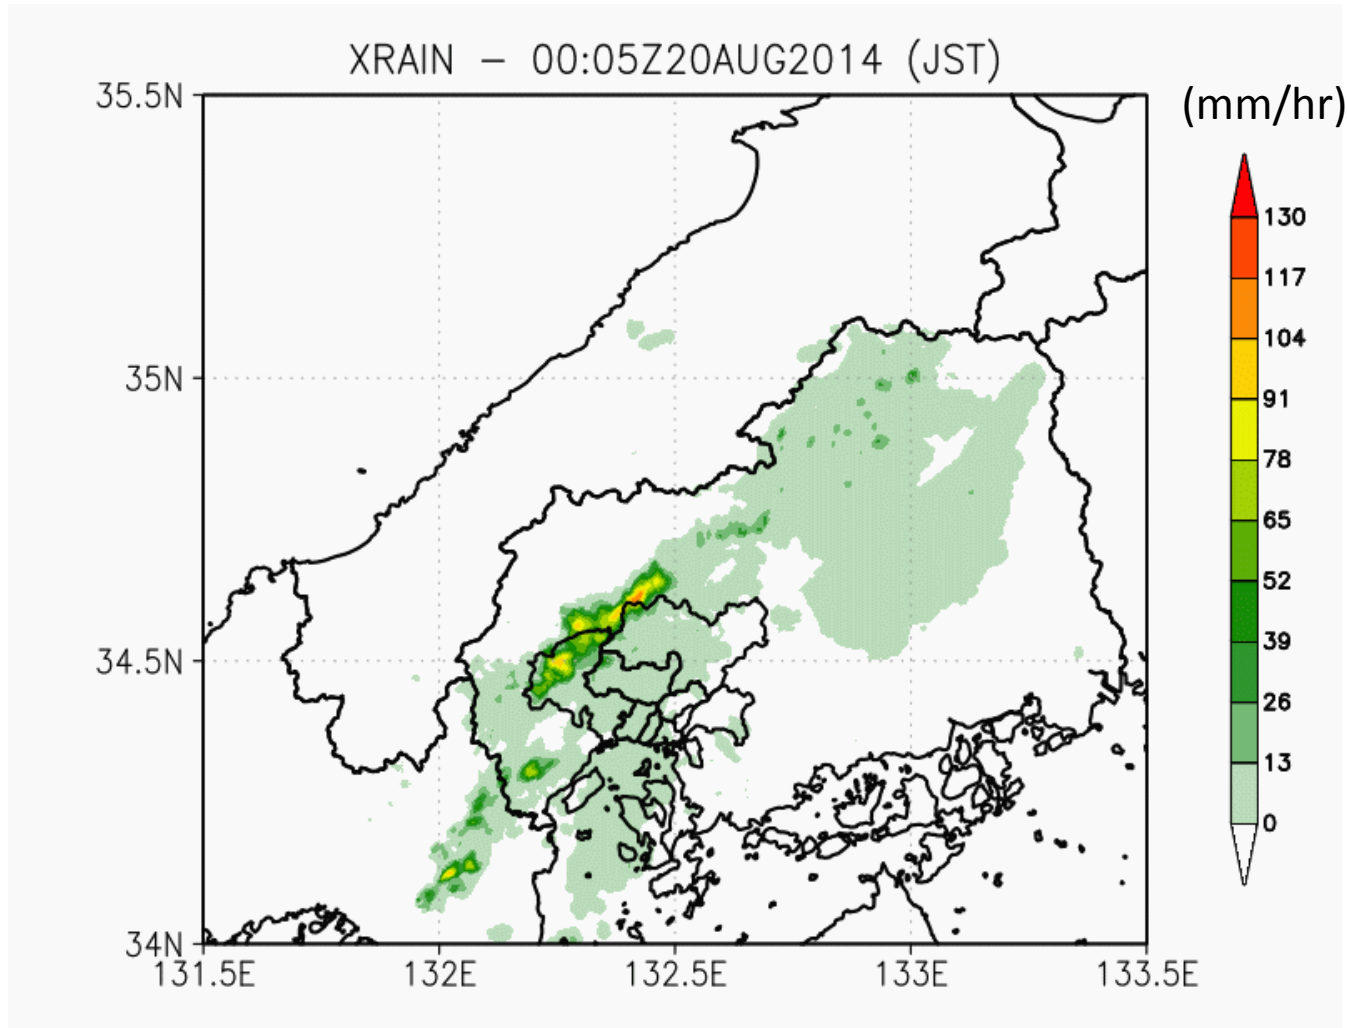 XRAIN – 00:05Z20AUG2014 (JST)
(mm/hr)
35.5N
35N
34.5N
34N
131.5E
132E
132.5E
133E
133.5E
130
117
104
91
78
65
52
39
26
13
0